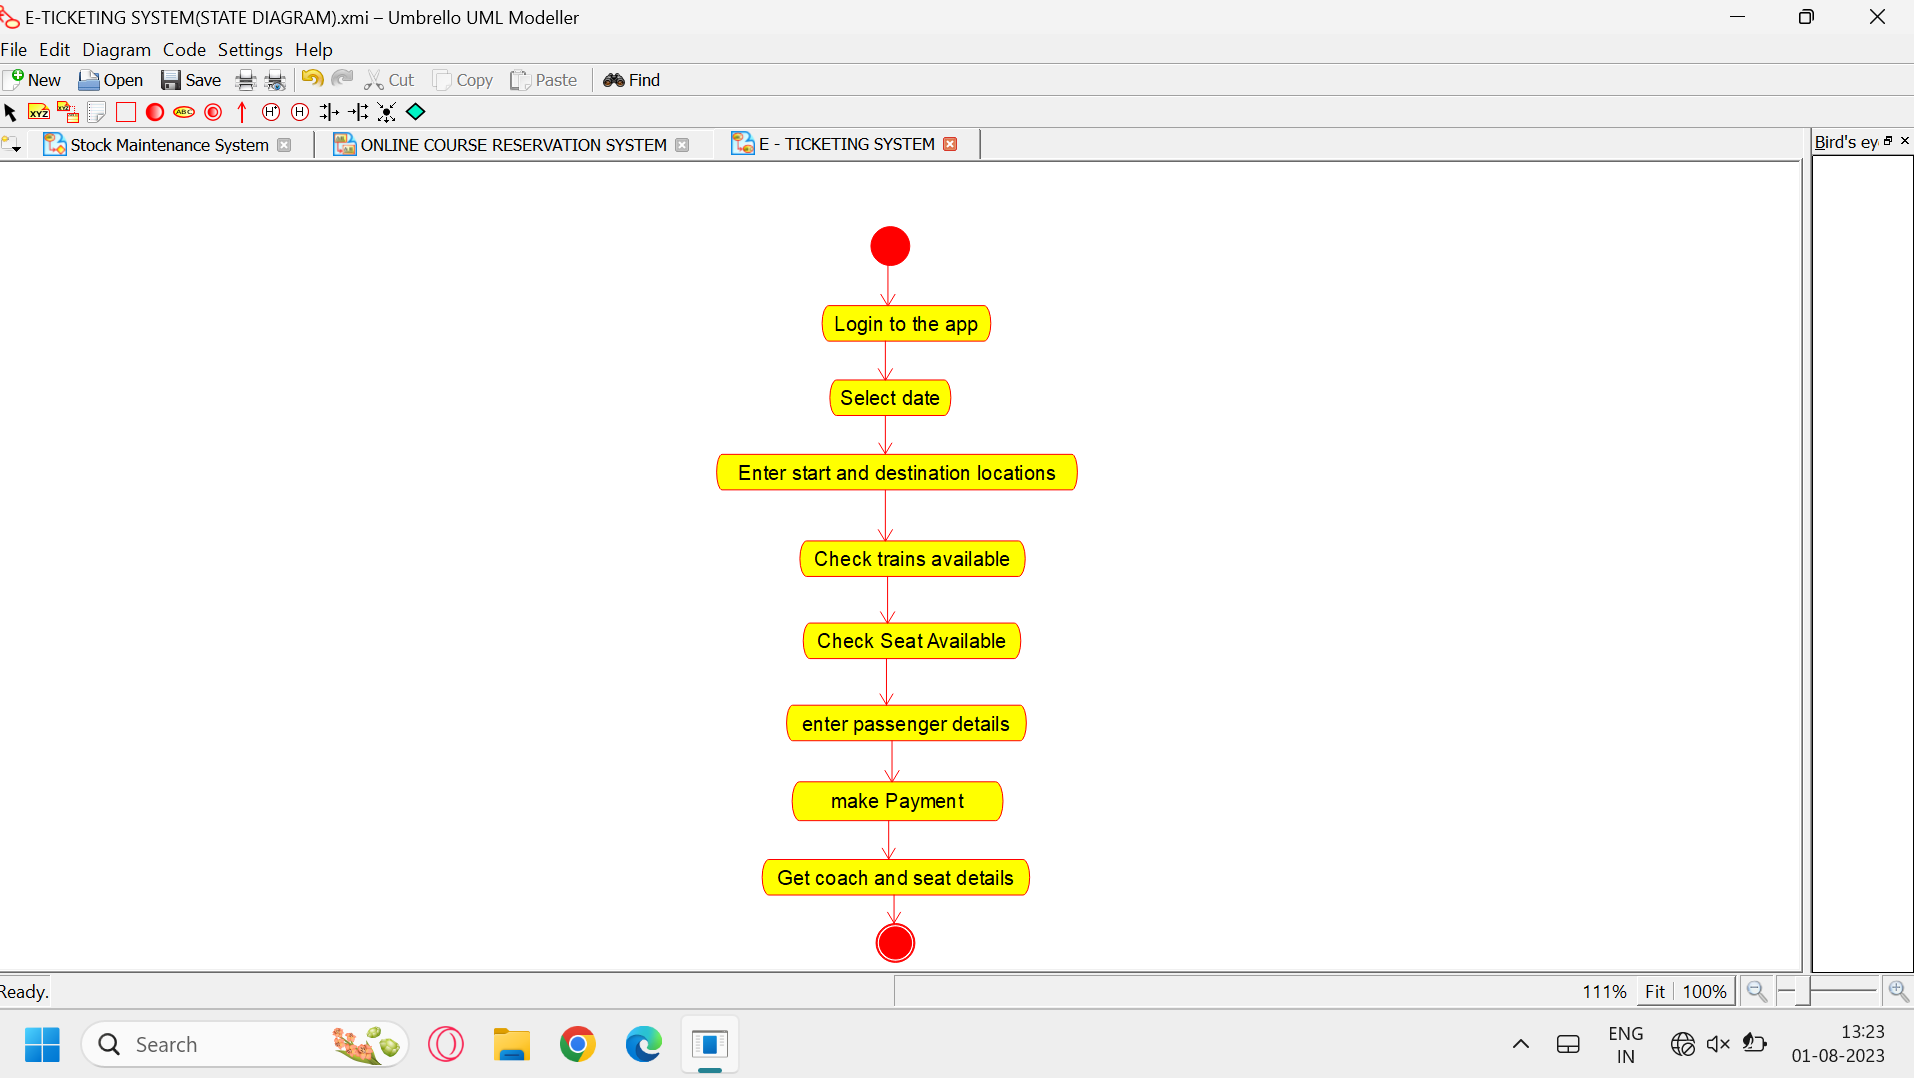 E-TICKETING SYSTEM(STATE DIAGRAM).xmi – Umbrello UML Modeller
File Edit Diagram Code Settings Help
New Open Save Cut Copy Paste Find
XYZ XYZ ABC H* H
Stock Maintenance System ONLINE COURSE RESERVATION SYSTEM E - TICKETING SYSTEM Bird's ey
Login to the app
Select date
Enter start and destination locations
Check trains available
Check Seat Available
enter passenger details
make Payment
Get coach and seat details
Ready. 111% Fit 100%
Search
ENG
IN
13:23
01-08-2023